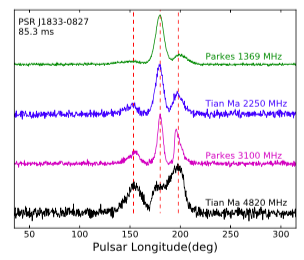 PSR J1833-0827
85.3 ms
Parkes 1369 MHz
Tian Ma 2250 MHz
Parkes 3100 MHz
Tian Ma 4820 MHz
50 100 150 200 250 300
Pulsar Longitude(deg)